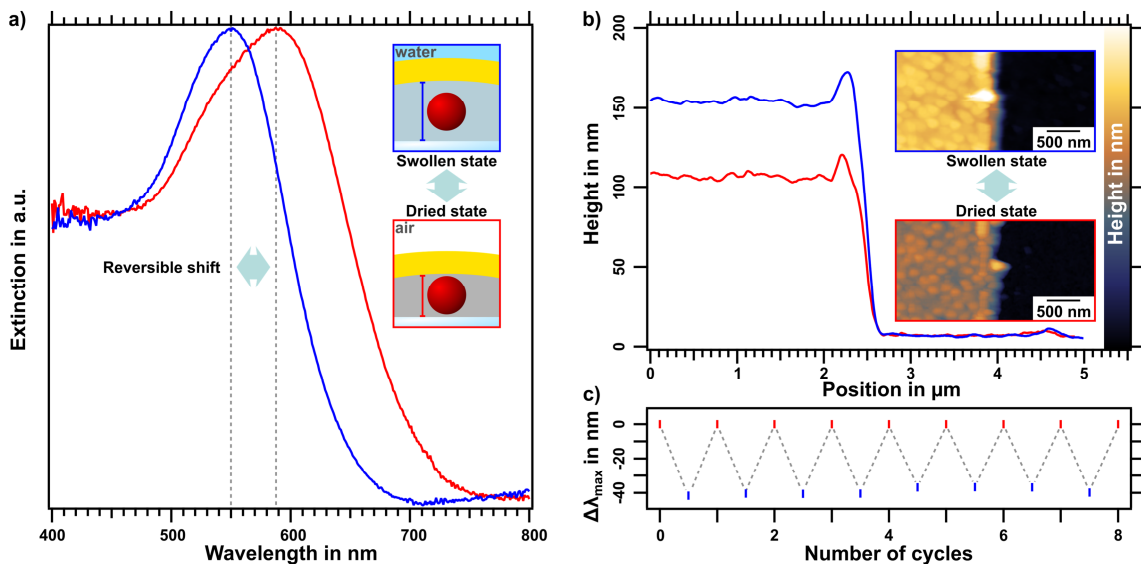 a)
Extinction in a.u.
water
Swollen state
Dried state
air
Reversible shift
400
500
600
700
800
Wavelength in nm
b)
200
150
100
50
0
Height in nm
Swollen state
Dried state
500 nm
500 nm
Height in nm
0
1
2
3
4
5
Position in µm
c)
0
-20
-40
Δλmax in nm
0
2
4
6
8
Number of cycles